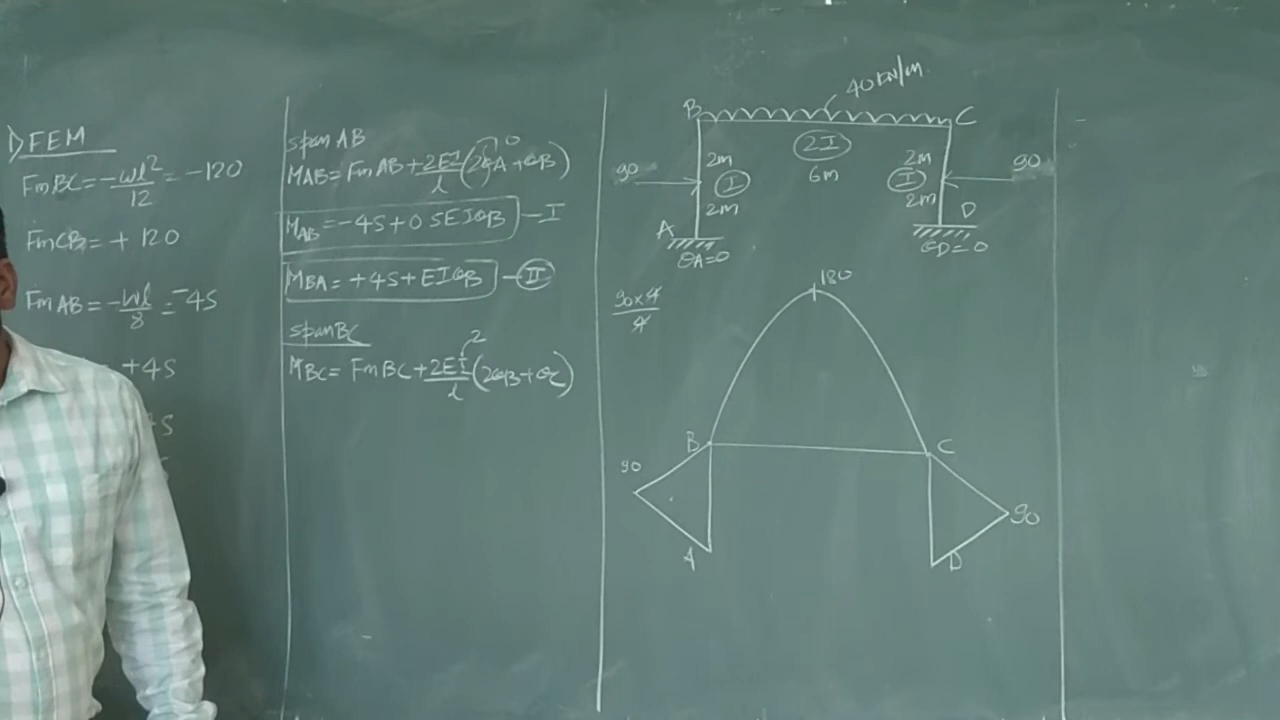 1) FEM
FmBC = -wl²/12 = -120
FmCB = + 120
FmAB = -Wl/8 = -45
+45
span AB
MAB = FmAB + 2EI/l (2θA + θB)
0
MAB = -45 + 0.5EIθB — I
MBA = +45 + EIθB — II
span BC
2
MBC = FmBC + 2EI/l (2θB + θC)
40 kN/m
B C
2I
6m
90 2m I 2m
2m I 2m 90
A D
θA=0 θD=0
90×4/4
180
B C
90 90
A D